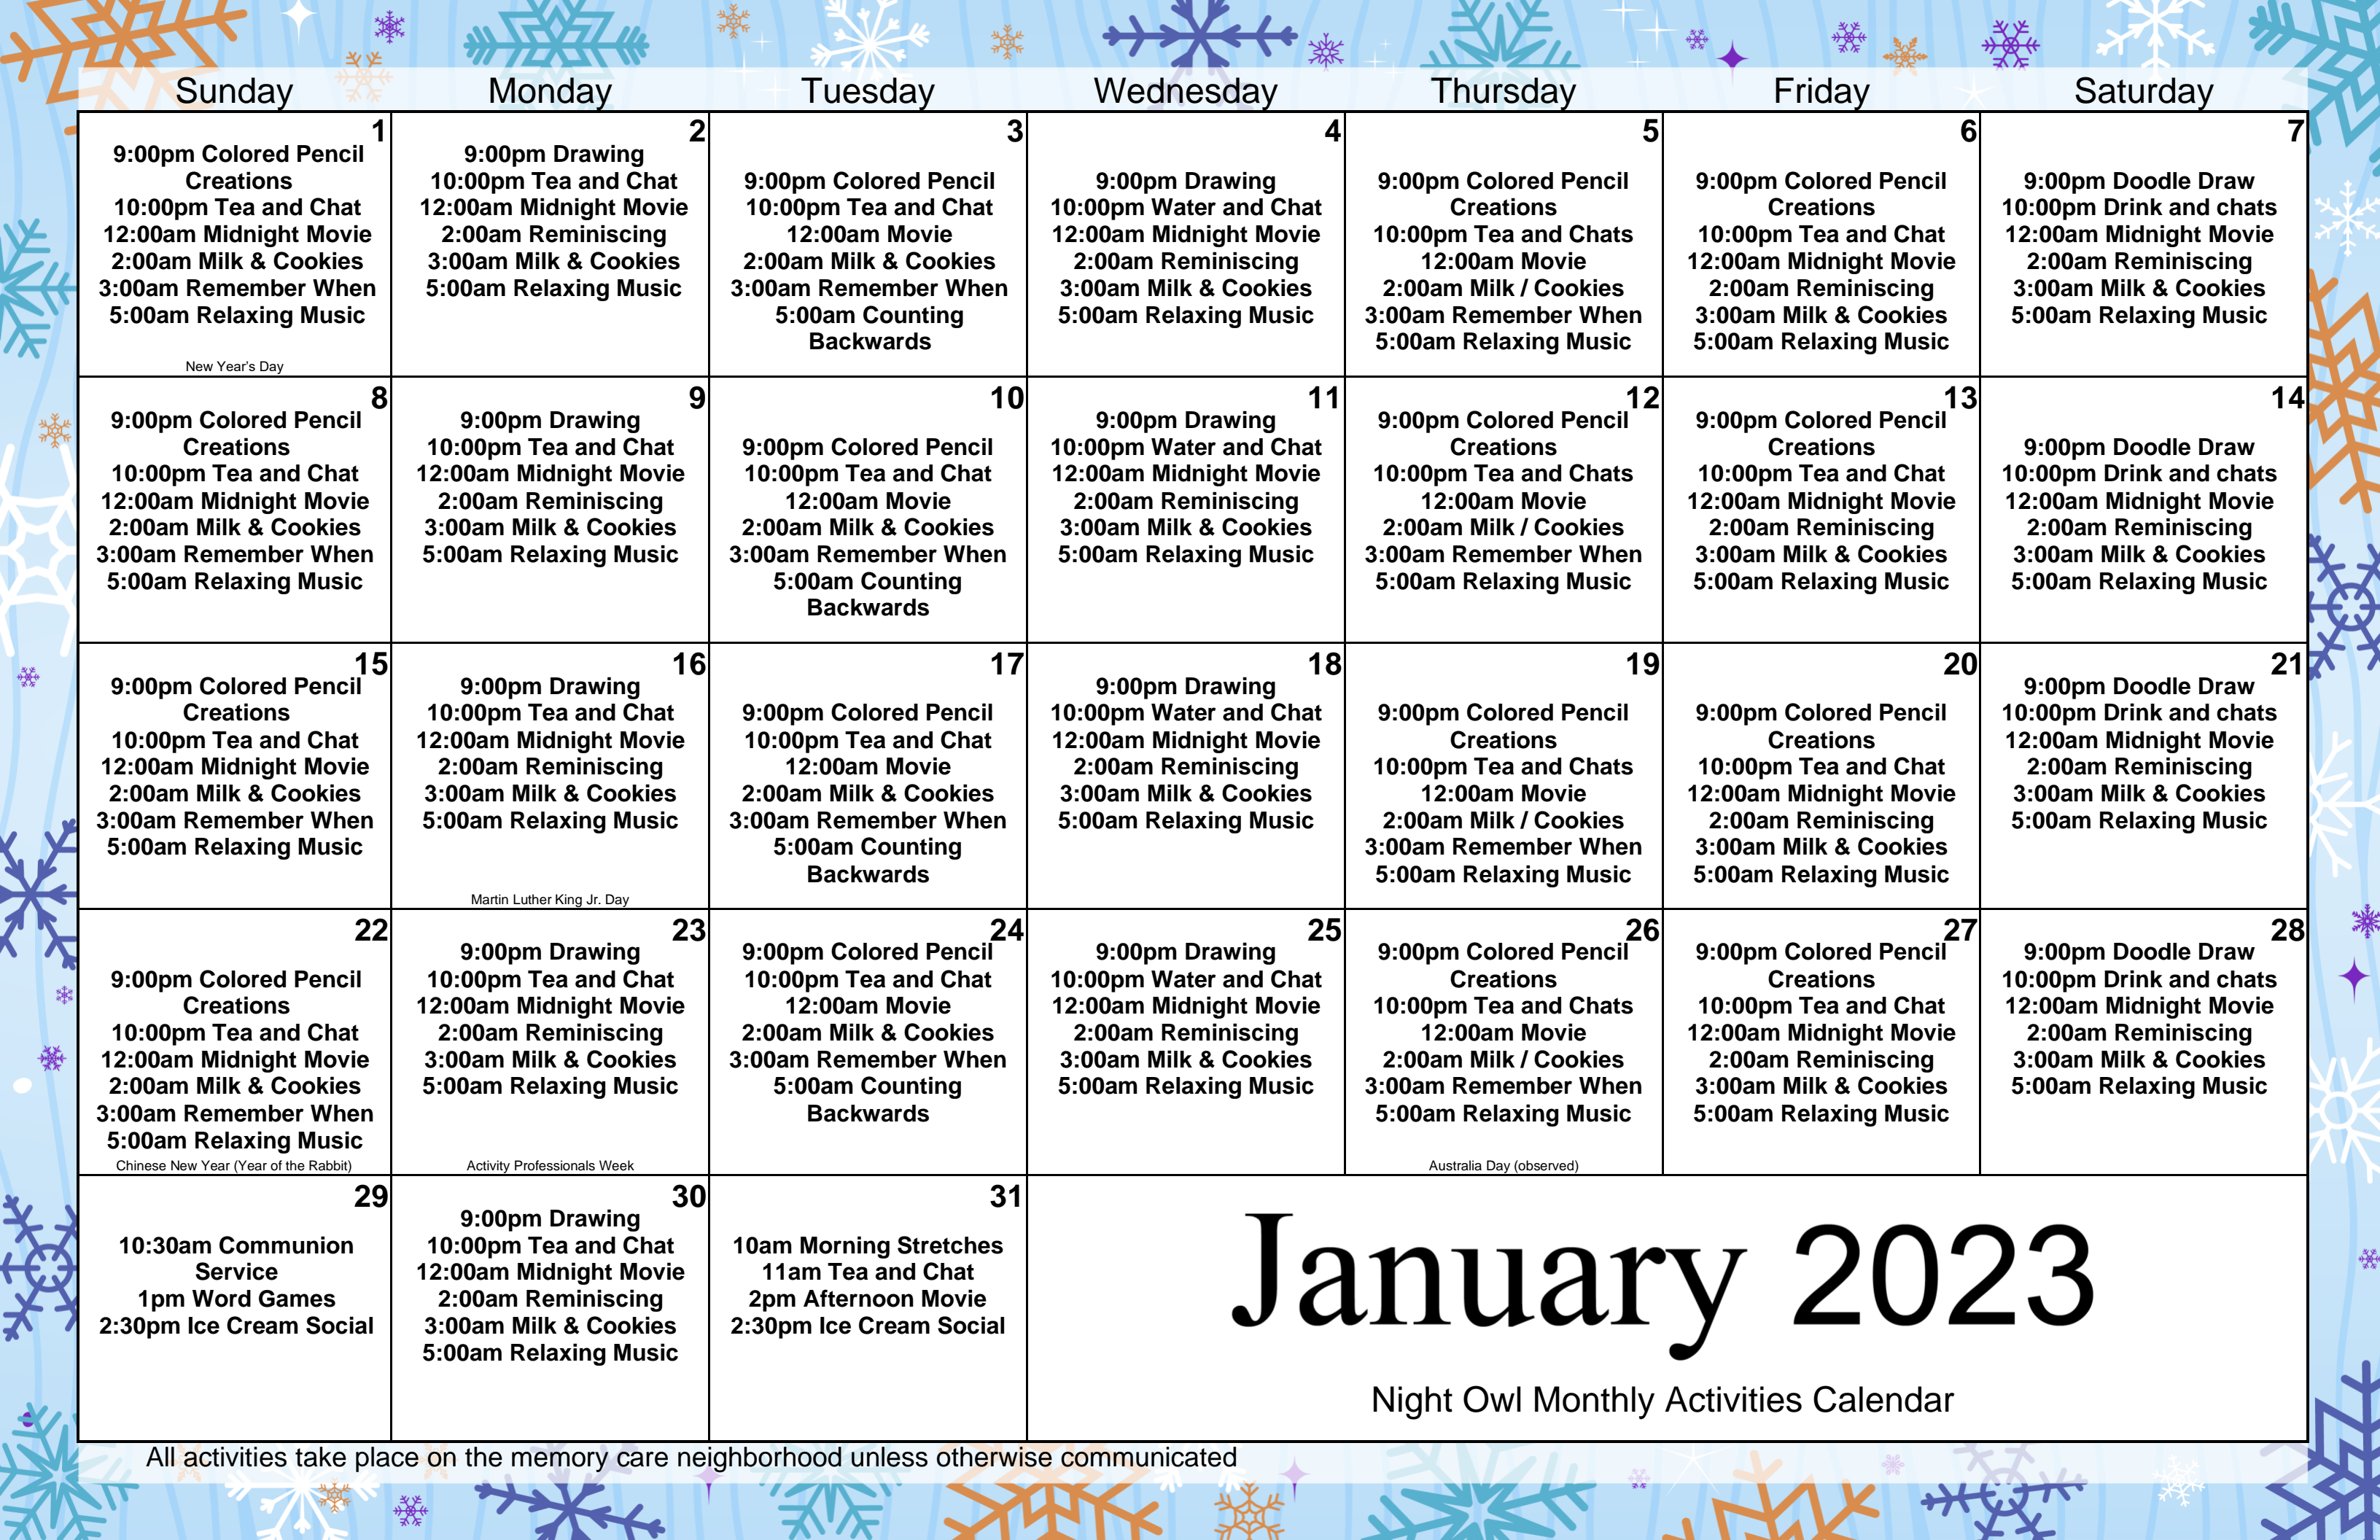 Sunday Monday Tuesday Wednesday Thursday Friday Saturday
1
9:00pm Colored Pencil
Creations
10:00pm Tea and Chat
12:00am Midnight Movie
2:00am Milk & Cookies
3:00am Remember When
5:00am Relaxing Music
New Year's Day
2
9:00pm Drawing
10:00pm Tea and Chat
12:00am Midnight Movie
2:00am Reminiscing
3:00am Milk & Cookies
5:00am Relaxing Music
3
9:00pm Colored Pencil
10:00pm Tea and Chat
12:00am Movie
2:00am Milk & Cookies
3:00am Remember When
5:00am Counting
Backwards
4
9:00pm Drawing
10:00pm Water and Chat
12:00am Midnight Movie
2:00am Reminiscing
3:00am Milk & Cookies
5:00am Relaxing Music
5
9:00pm Colored Pencil
Creations
10:00pm Tea and Chats
12:00am Movie
2:00am Milk / Cookies
3:00am Remember When
5:00am Relaxing Music
6
9:00pm Colored Pencil
Creations
10:00pm Tea and Chat
12:00am Midnight Movie
2:00am Reminiscing
3:00am Milk & Cookies
5:00am Relaxing Music
7
9:00pm Doodle Draw
10:00pm Drink and chats
12:00am Midnight Movie
2:00am Reminiscing
3:00am Milk & Cookies
5:00am Relaxing Music
8
9:00pm Colored Pencil
Creations
10:00pm Tea and Chat
12:00am Midnight Movie
2:00am Milk & Cookies
3:00am Remember When
5:00am Relaxing Music
9
9:00pm Drawing
10:00pm Tea and Chat
12:00am Midnight Movie
2:00am Reminiscing
3:00am Milk & Cookies
5:00am Relaxing Music
10
9:00pm Colored Pencil
10:00pm Tea and Chat
12:00am Movie
2:00am Milk & Cookies
3:00am Remember When
5:00am Counting
Backwards
11
9:00pm Drawing
10:00pm Water and Chat
12:00am Midnight Movie
2:00am Reminiscing
3:00am Milk & Cookies
5:00am Relaxing Music
12
9:00pm Colored Pencil
Creations
10:00pm Tea and Chats
12:00am Movie
2:00am Milk / Cookies
3:00am Remember When
5:00am Relaxing Music
13
9:00pm Colored Pencil
Creations
10:00pm Tea and Chat
12:00am Midnight Movie
2:00am Reminiscing
3:00am Milk & Cookies
5:00am Relaxing Music
14
9:00pm Doodle Draw
10:00pm Drink and chats
12:00am Midnight Movie
2:00am Reminiscing
3:00am Milk & Cookies
5:00am Relaxing Music
15
9:00pm Colored Pencil
Creations
10:00pm Tea and Chat
12:00am Midnight Movie
2:00am Milk & Cookies
3:00am Remember When
5:00am Relaxing Music
16
9:00pm Drawing
10:00pm Tea and Chat
12:00am Midnight Movie
2:00am Reminiscing
3:00am Milk & Cookies
5:00am Relaxing Music
Martin Luther King Jr. Day
17
9:00pm Colored Pencil
10:00pm Tea and Chat
12:00am Movie
2:00am Milk & Cookies
3:00am Remember When
5:00am Counting
Backwards
18
9:00pm Drawing
10:00pm Water and Chat
12:00am Midnight Movie
2:00am Reminiscing
3:00am Milk & Cookies
5:00am Relaxing Music
19
9:00pm Colored Pencil
Creations
10:00pm Tea and Chats
12:00am Movie
2:00am Milk / Cookies
3:00am Remember When
5:00am Relaxing Music
20
9:00pm Colored Pencil
Creations
10:00pm Tea and Chat
12:00am Midnight Movie
2:00am Reminiscing
3:00am Milk & Cookies
5:00am Relaxing Music
21
9:00pm Doodle Draw
10:00pm Drink and chats
12:00am Midnight Movie
2:00am Reminiscing
3:00am Milk & Cookies
5:00am Relaxing Music
22
9:00pm Colored Pencil
Creations
10:00pm Tea and Chat
12:00am Midnight Movie
2:00am Milk & Cookies
3:00am Remember When
5:00am Relaxing Music
Chinese New Year (Year of the Rabbit)
23
9:00pm Drawing
10:00pm Tea and Chat
12:00am Midnight Movie
2:00am Reminiscing
3:00am Milk & Cookies
5:00am Relaxing Music
Activity Professionals Week
24
9:00pm Colored Pencil
10:00pm Tea and Chat
12:00am Movie
2:00am Milk & Cookies
3:00am Remember When
5:00am Counting
Backwards
25
9:00pm Drawing
10:00pm Water and Chat
12:00am Midnight Movie
2:00am Reminiscing
3:00am Milk & Cookies
5:00am Relaxing Music
26
9:00pm Colored Pencil
Creations
10:00pm Tea and Chats
12:00am Movie
2:00am Milk / Cookies
3:00am Remember When
5:00am Relaxing Music
Australia Day (observed)
27
9:00pm Colored Pencil
Creations
10:00pm Tea and Chat
12:00am Midnight Movie
2:00am Reminiscing
3:00am Milk & Cookies
5:00am Relaxing Music
28
9:00pm Doodle Draw
10:00pm Drink and chats
12:00am Midnight Movie
2:00am Reminiscing
3:00am Milk & Cookies
5:00am Relaxing Music
29
10:30am Communion
Service
1pm Word Games
2:30pm Ice Cream Social
30
9:00pm Drawing
10:00pm Tea and Chat
12:00am Midnight Movie
2:00am Reminiscing
3:00am Milk & Cookies
5:00am Relaxing Music
31
10am Morning Stretches
11am Tea and Chat
2pm Afternoon Movie
2:30pm Ice Cream Social
January 2023
Night Owl Monthly Activities Calendar
All activities take place on the memory care neighborhood unless otherwise communicated